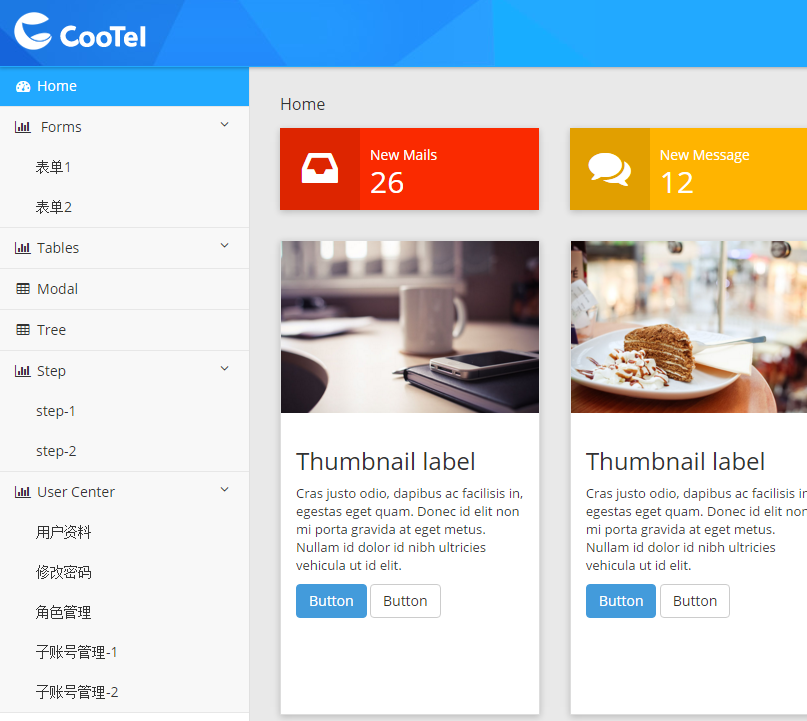 CooTel
Home
Forms
表单1
表单2
Tables
Modal
Tree
Step
step-1
step-2
User Center
用户资料
修改密码
角色管理
子账号管理-1
子账号管理-2
Home
New Mails
26
New Message
12
Thumbnail label
Cras justo odio, dapibus ac facilisis in,
egestas eget quam. Donec id elit non
mi porta gravida at eget metus.
Nullam id dolor id nibh ultricies
vehicula ut id elit.
Button
Button
Thumbnail label
Cras justo odio, dapibus ac facilisis in
egestas eget quam. Donec id elit non
mi porta gravida at eget metus.
Nullam id dolor id nibh ultricies
vehicula ut id elit.
Button
Button